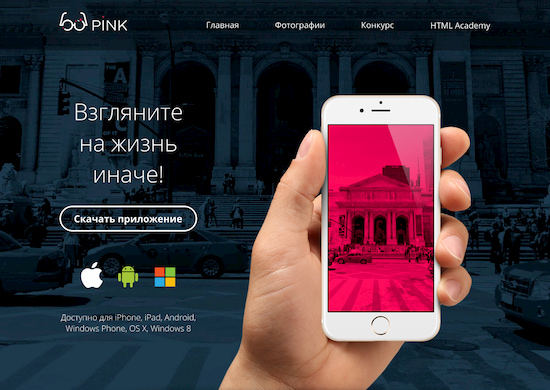 PINK
Главная Фотографии Конкурс HTML Academy
Взгляните
на жизнь
иначе!
Скачать приложение
Доступно для iPhone, iPad, Android,
Windows Phone, OS X, Windows 8